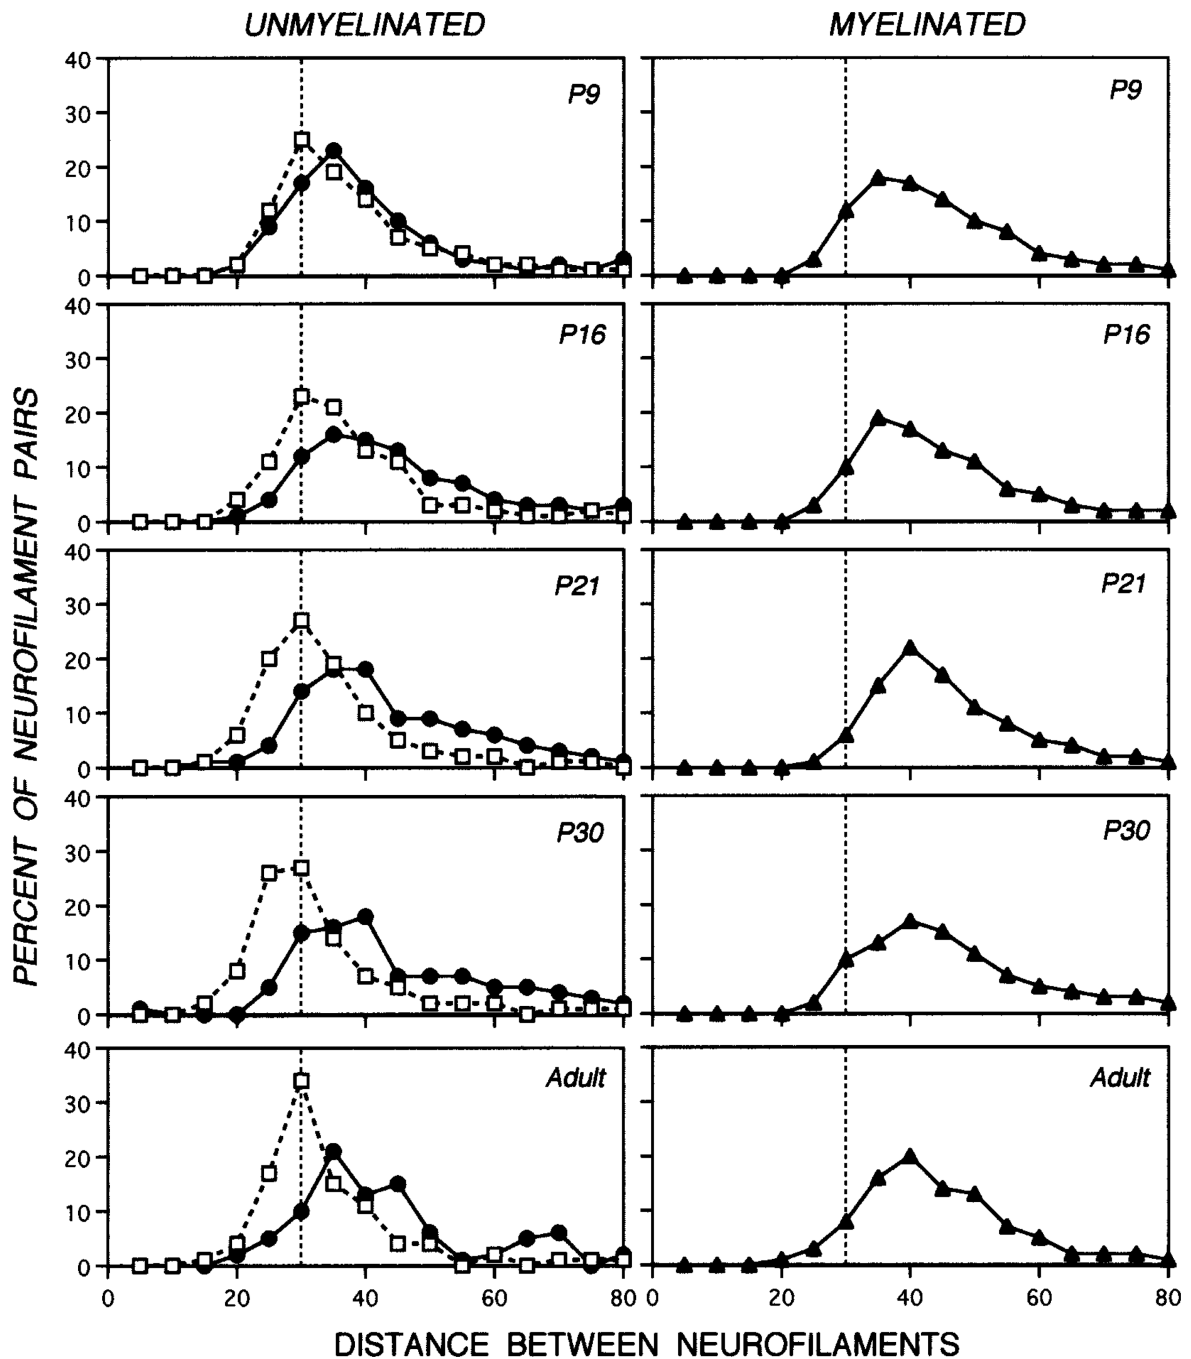 UNMYELINATED MYELINATED
40 P9 P9
30
20
10
0
40 P16 P16
30
20
10
0
40 P21 P21
30
20
10
0
40 P30 P30
30
20
10
0
40 Adult Adult
30
20
10
0
0 20 40 60 80 0 20 40 60 80
PERCENT OF NEUROFILAMENT PAIRS
DISTANCE BETWEEN NEUROFILAMENTS